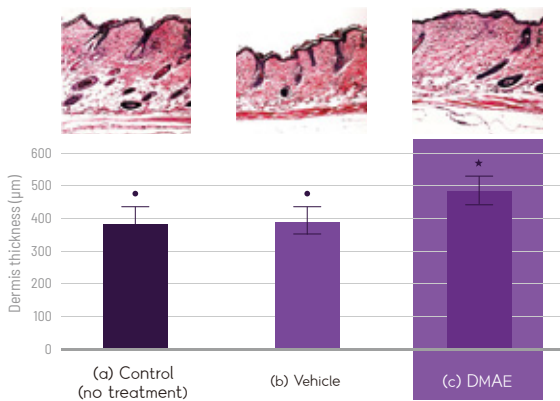 600
500
400
300
200
100
0
Dermis thickness (µm)
(a) Control
(no treatment)
(b) Vehicle
(c) DMAE